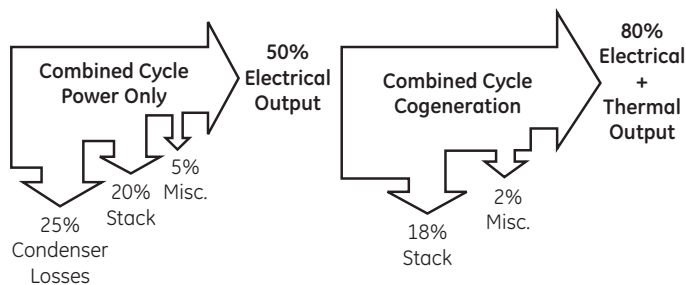 Combined Cycle
Power Only
50%
Electrical
Output
5%
Misc.
20%
Stack
25%
Condenser
Losses
Combined Cycle
Cogeneration
80%
Electrical
+
Thermal
Output
2%
Misc.
18%
Stack